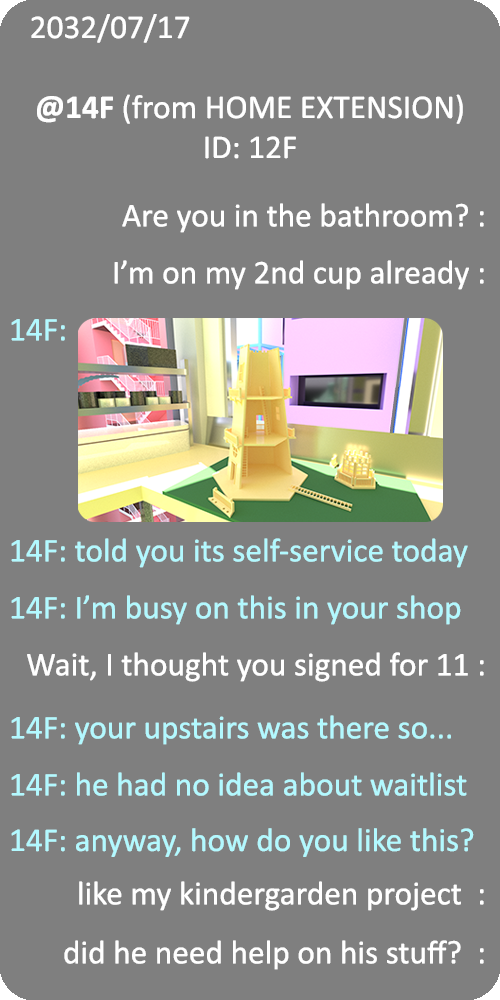 2032/07/17
@14F (from HOME EXTENSION)
ID: 12F
Are you in the bathroom? :
I’m on my 2nd cup already :
14F:
14F: told you its self-service today
14F: I’m busy on this in your shop
Wait, I thought you signed for 11 :
14F: your upstairs was there so...
14F: he had no idea about waitlist
14F: anyway, how do you like this?
like my kindergarden project :
did he need help on his stuff? :